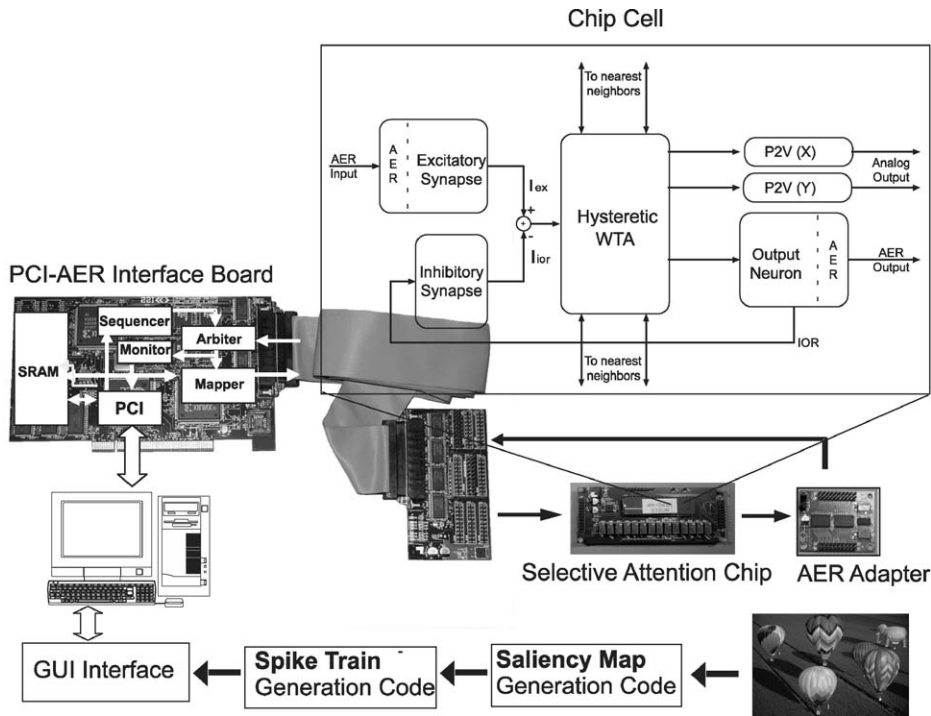 Chip Cell
To nearest
neighbors
AER
Input
A
E
R
Excitatory
Synapse
I ex
+
+
-
I ior
Inhibitory
Synapse
Hysteretic
WTA
P2V (X)
Analog
Output
P2V (Y)
Output
Neuron
A
E
R
AER
Output
IOR
To nearest
neighbors
PCI-AER Interface Board
Sequencer
Monitor
Arbiter
SRAM
Mapper
PCI
Selective Attention Chip
AER Adapter
GUI Interface
Spike Train -
Generation Code
Saliency Map
Generation Code